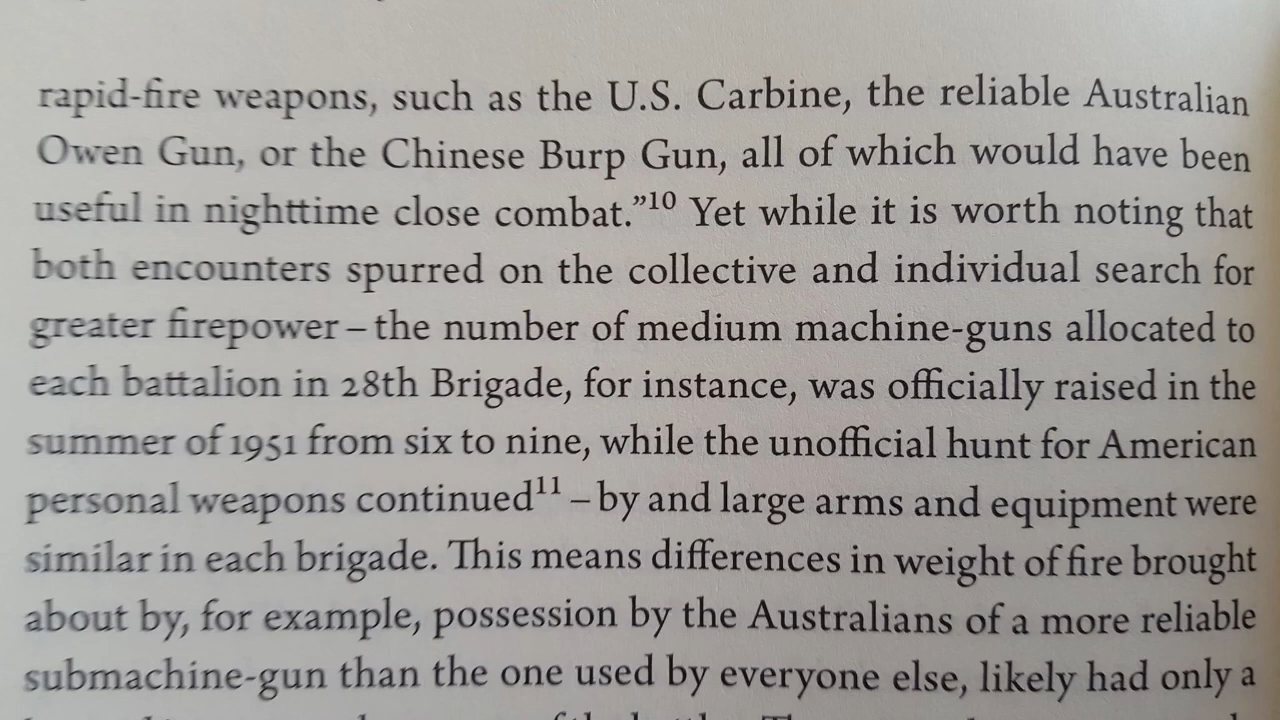 rapid-fire weapons, such as the U.S. Carbine, the reliable Australian
Owen Gun, or the Chinese Burp Gun, all of which would have been
useful in nighttime close combat.”10 Yet while it is worth noting that
both encounters spurred on the collective and individual search for
greater firepower – the number of medium machine-guns allocated to
each battalion in 28th Brigade, for instance, was officially raised in the
summer of 1951 from six to nine, while the unofficial hunt for American
personal weapons continued11 – by and large arms and equipment were
similar in each brigade. This means differences in weight of fire brought
about by, for example, possession by the Australians of a more reliable
submachine-gun than the one used by everyone else, likely had only a